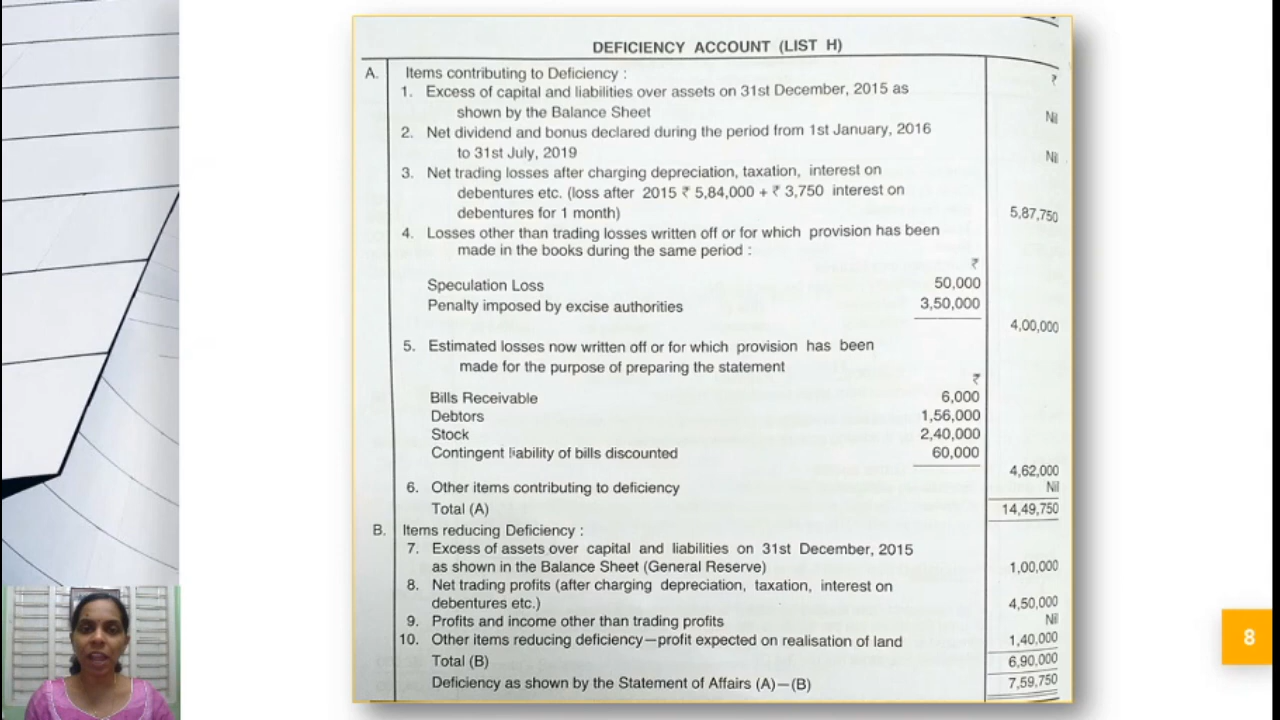 DEFICIENCY ACCOUNT (LIST H)
A. Items contributing to Deficiency : ₹
1. Excess of capital and liabilities over assets on 31st December, 2015 as
shown by the Balance Sheet Nil
2. Net dividend and bonus declared during the period from 1st January, 2016
to 31st July, 2019 Nil
3. Net trading losses after charging depreciation, taxation, interest on
debentures etc. (loss after 2015 ₹ 5,84,000 + ₹ 3,750 interest on
debentures for 1 month) 5,87,750
4. Losses other than trading losses written off or for which provision has been
made in the books during the same period :
₹
Speculation Loss 50,000
Penalty imposed by excise authorities 3,50,000
4,00,000
5. Estimated losses now written off or for which provision has been
made for the purpose of preparing the statement
₹
Bills Receivable 6,000
Debtors 1,56,000
Stock 2,40,000
Contingent liability of bills discounted 60,000
4,62,000
6. Other items contributing to deficiency Nil
Total (A) 14,49,750
B. Items reducing Deficiency :
7. Excess of assets over capital and liabilities on 31st December, 2015
as shown in the Balance Sheet (General Reserve) 1,00,000
8. Net trading profits (after charging depreciation, taxation, interest on
debentures etc.) 4,50,000
9. Profits and income other than trading profits Nil
10. Other items reducing deficiency—profit expected on realisation of land 1,40,000
Total (B) 6,90,000
Deficiency as shown by the Statement of Affairs (A)—(B) 7,59,750
8